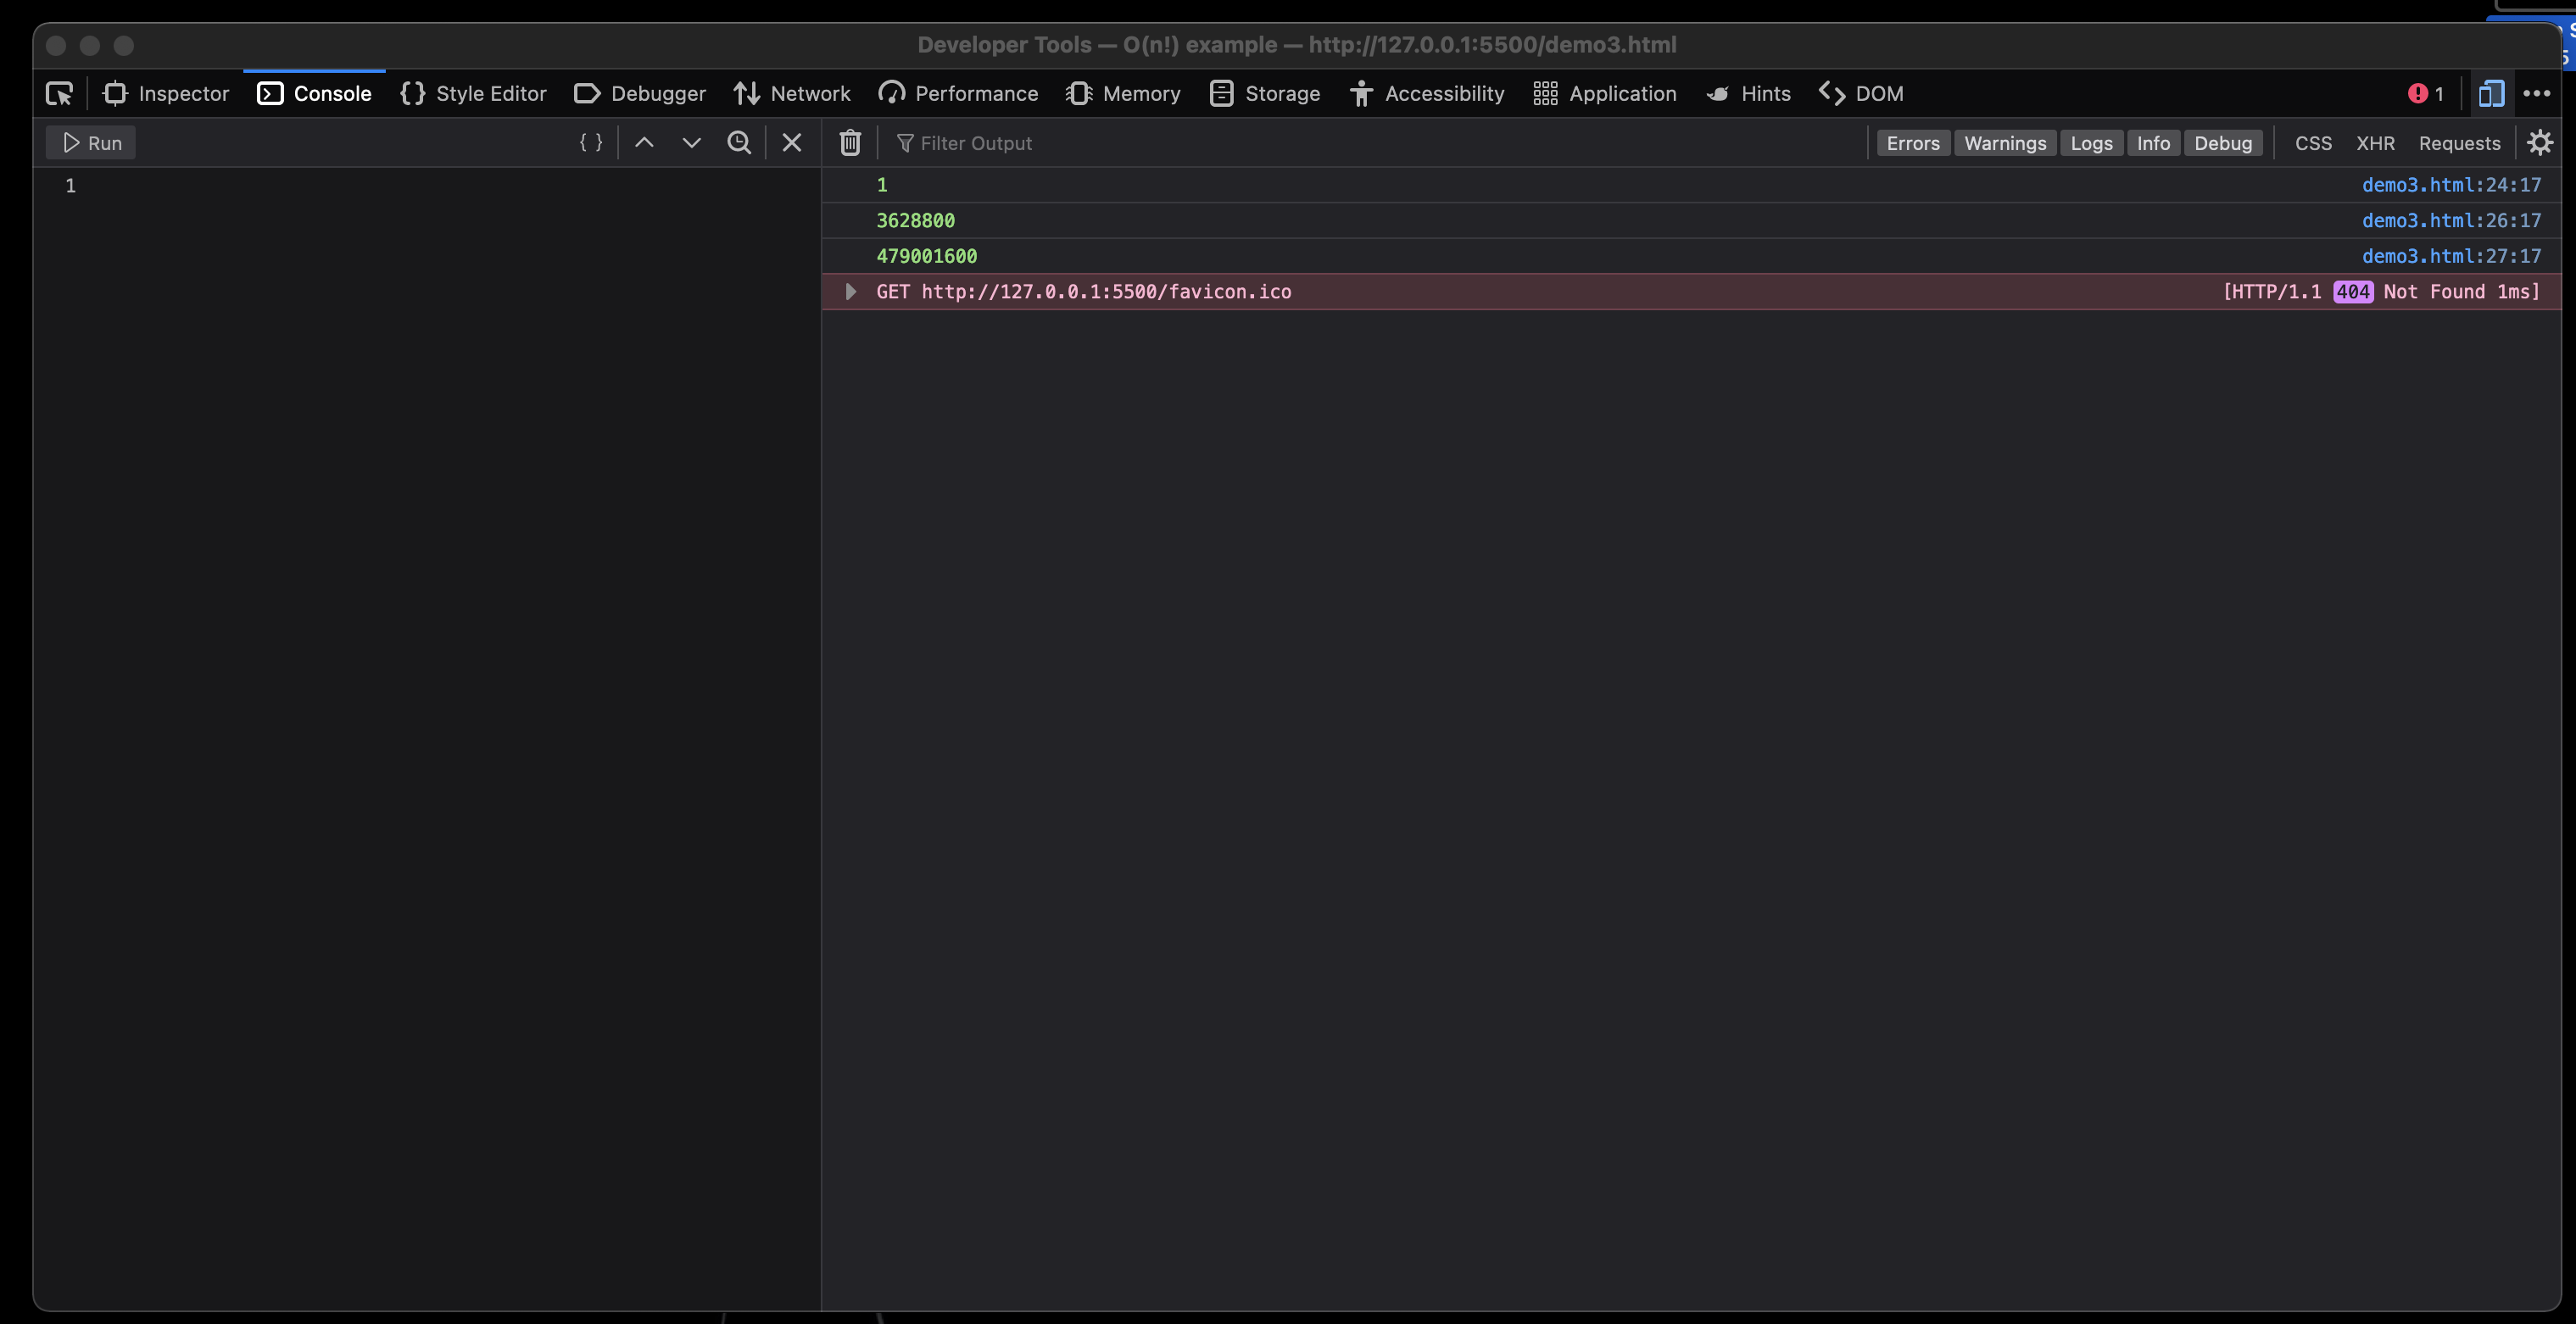 Developer Tools — O(n!) example — http://127.0.0.1:5500/demo3.html
Inspector Console Style Editor Debugger Network Performance Memory Storage Accessibility Application Hints DOM 1
Run Filter Output Errors Warnings Logs Info Debug CSS XHR Requests
1
1 demo3.html:24:17
3628800 demo3.html:26:17
479001600 demo3.html:27:17
GET http://127.0.0.1:5500/favicon.ico [HTTP/1.1 404 Not Found 1ms]